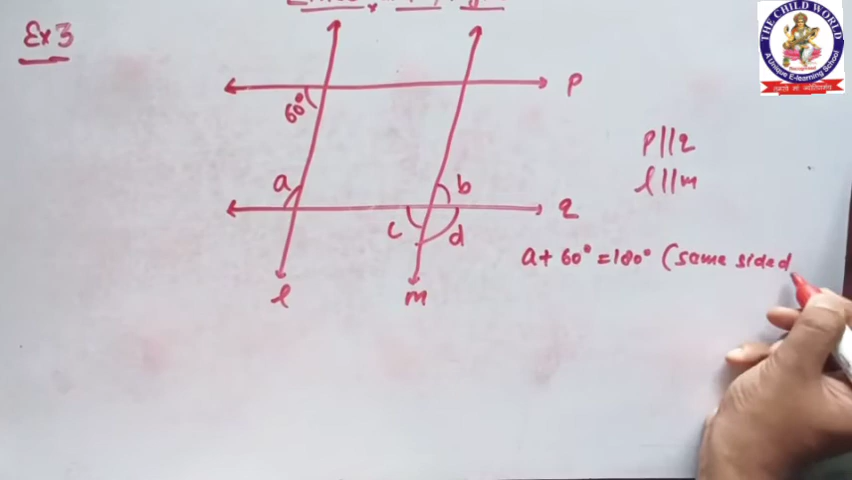 Ex 3
THE CHILD WORLD
A Unique E-learning School
p
60°
p||q
a
b
l||m
q
c
d
a + 60° = 180° (same sided
l
m